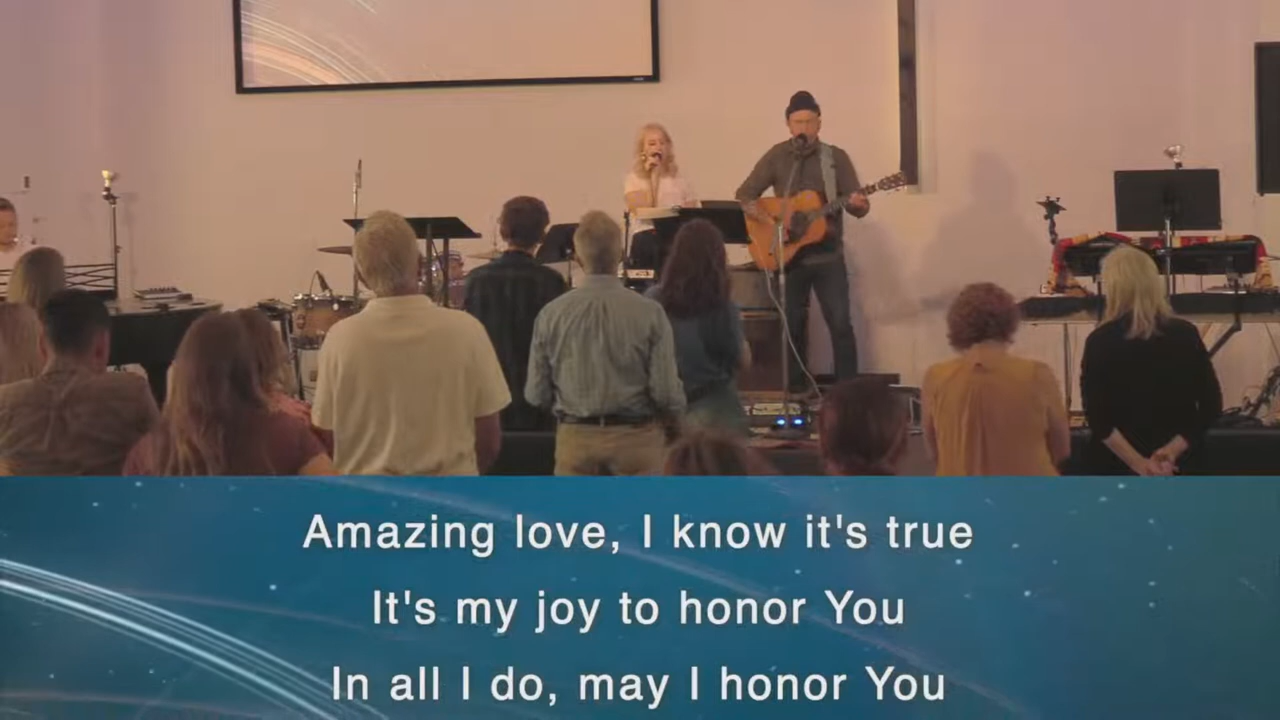 Amazing love, I know it's true
It's my joy to honor You
In all I do, may I honor You